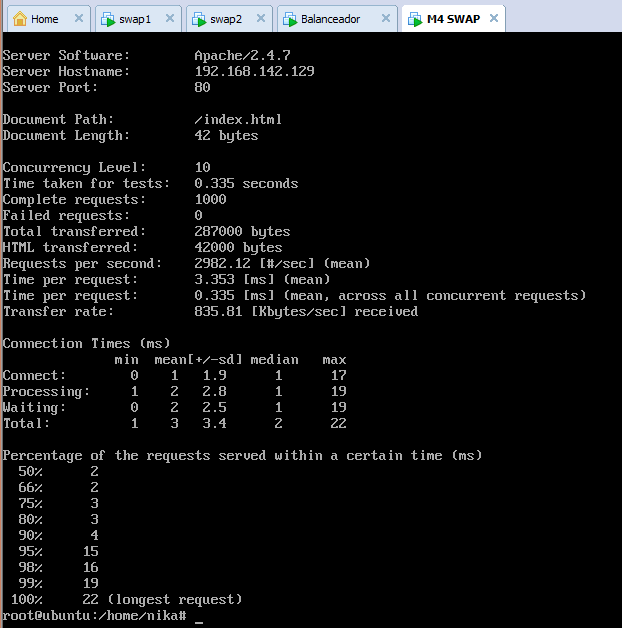 Home swap1 swap2 Balanceador M4 SWAP
Server Software: Apache/2.4.7
Server Hostname: 192.168.142.129
Server Port: 80
Document Path: /index.html
Document Length: 42 bytes
Concurrency Level: 10
Time taken for tests: 0.335 seconds
Complete requests: 1000
Failed requests: 0
Total transferred: 287000 bytes
HTML transferred: 42000 bytes
Requests per second: 2982.12 [#/sec] (mean)
Time per request: 3.353 [ms] (mean)
Time per request: 0.335 [ms] (mean, across all concurrent requests)
Transfer rate: 835.81 [Kbytes/sec] received
Connection Times (ms)
min mean[+/-sd] median max
Connect: 0 1 1.9 1 17
Processing: 1 2 2.8 1 19
Waiting: 0 2 2.5 1 19
Total: 1 3 3.4 2 22
Percentage of the requests served within a certain time (ms)
50% 2
66% 2
75% 3
80% 3
90% 4
95% 15
98% 16
99% 19
100% 22 (longest request)
root@ubuntu:/home/nika# _